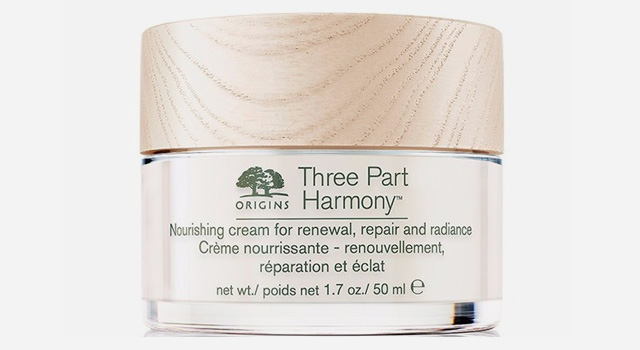 ORIGINS
Three Part
Harmony™
Nourishing cream for renewal, repair and radiance
Crème nourrissante - renouvellement,
réparation et éclat
net wt./ poids net 1.7 oz./ 50 ml ℮